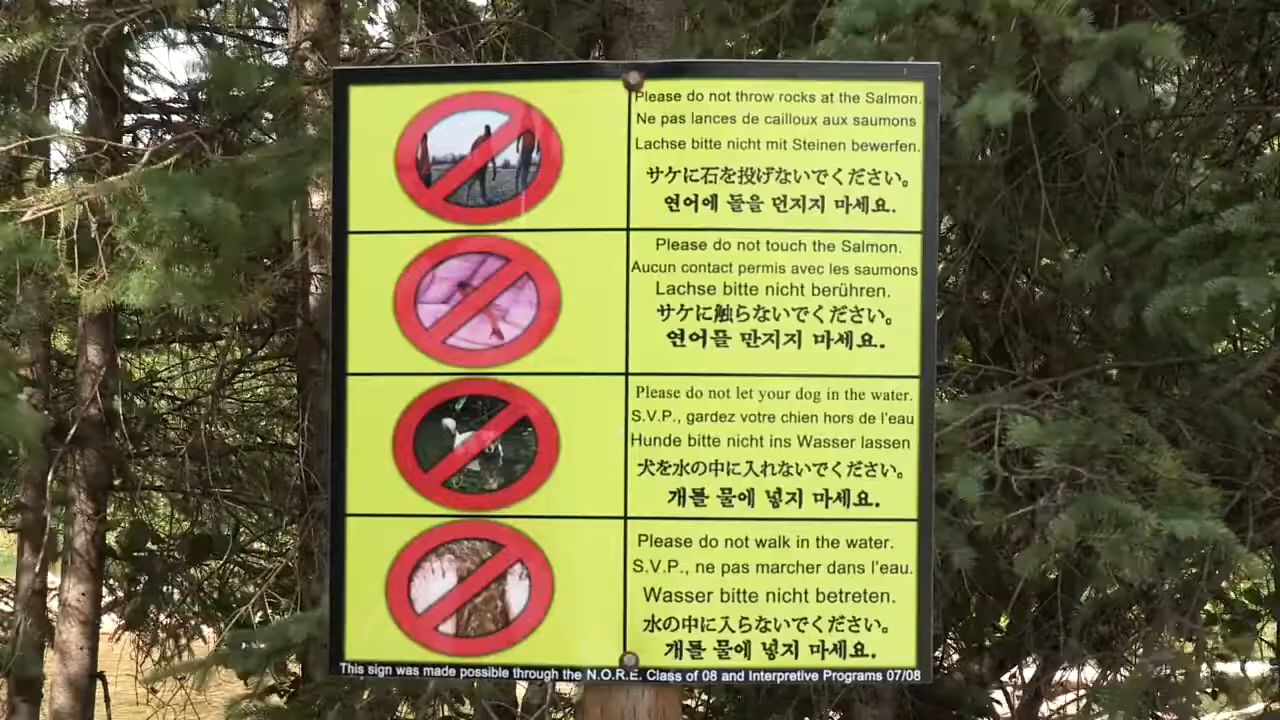 Please do not throw rocks at the Salmon.
Ne pas lances de cailloux aux saumons
Lachse bitte nicht mit Steinen bewerfen.
サケに石を投げないでください。
연어에 돌을 던지지 마세요.
Please do not touch the Salmon.
Aucun contact permis avec les saumons
Lachse bitte nicht berühren.
サケに触らないでください。
연어를 만지지 마세요.
Please do not let your dog in the water.
S.V.P., gardez votre chien hors de l'eau
Hunde bitte nicht ins Wasser lassen
犬を水の中に入れないでください。
개를 물에 넣지 마세요.
Please do not walk in the water.
S.V.P., ne pas marcher dans l'eau.
Wasser bitte nicht betreten.
水の中に入らないでください。
개를 물에 넣지 마세요.
This sign was made possible through the N.O.R.E. Class of 08 and Interpretive Programs 07/08